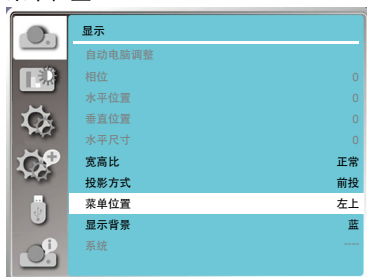 显示
自动电脑调整
相位 0
水平位置 0
垂直位置 0
水平尺寸 0
宽高比 正常
投影方式 前投
菜单位置 左上
显示背景 蓝
系统 ----